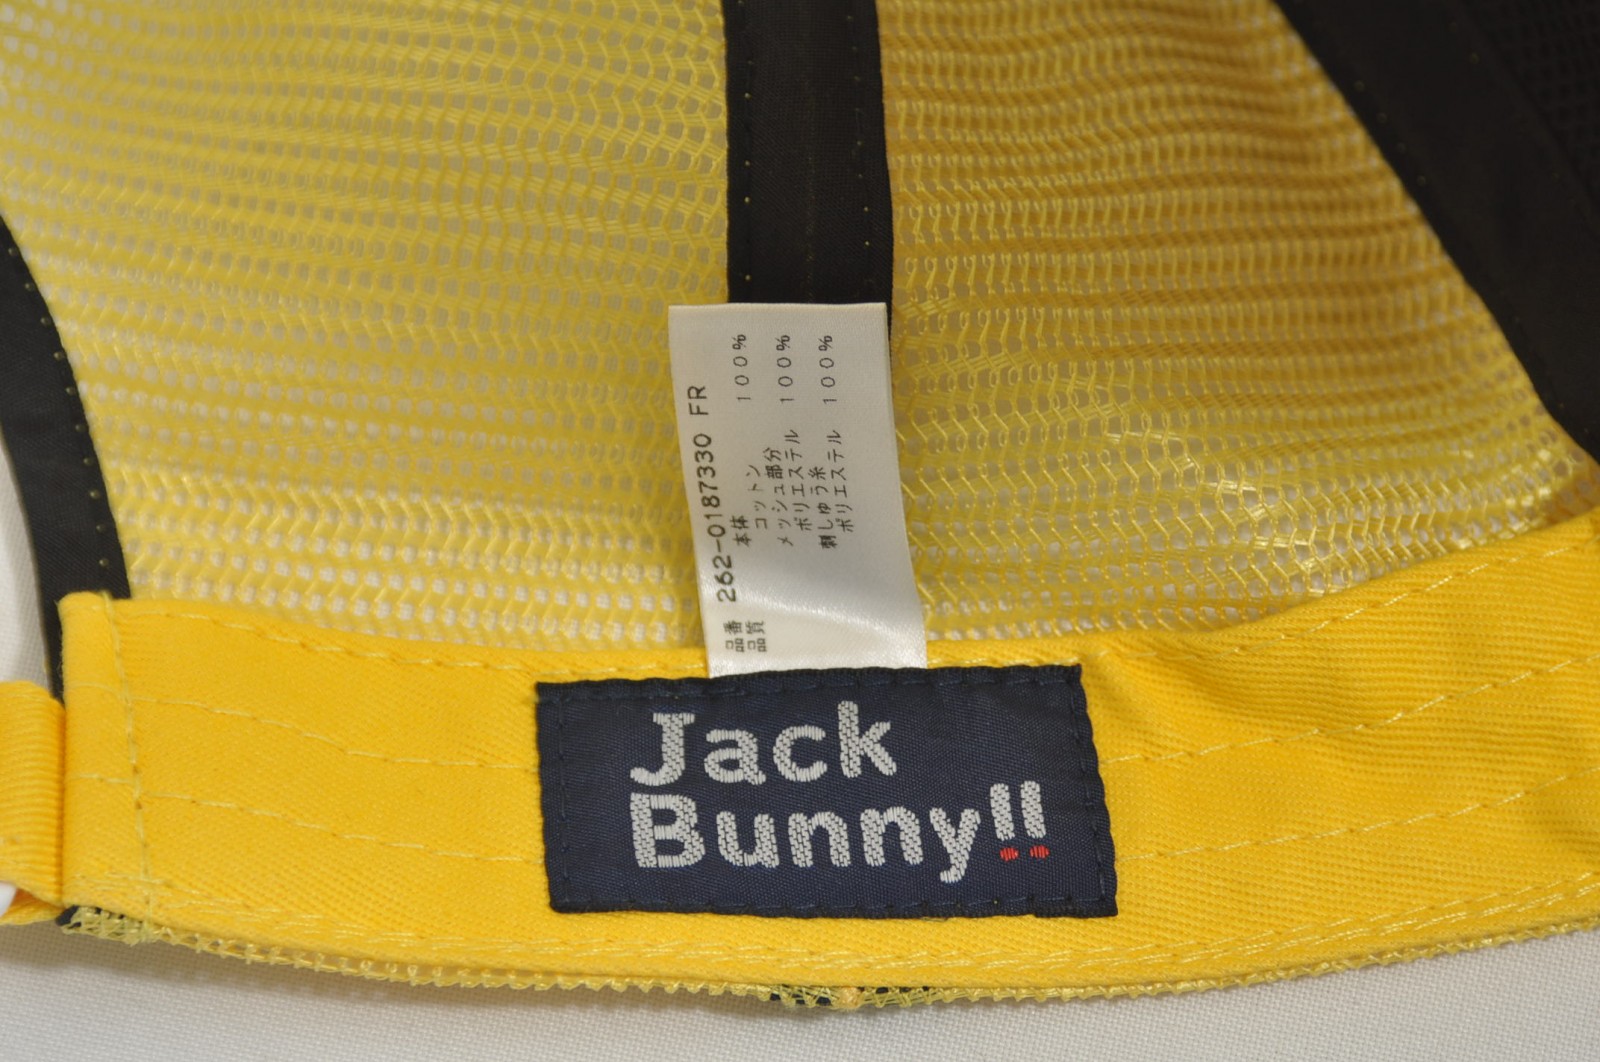 品番 262-0187330 FR
品質 本体
コットン 100%
メッシュ部分
ポリエステル 100%
刺しゅう糸
ポリエステル 100%
Jack
Bunny!!